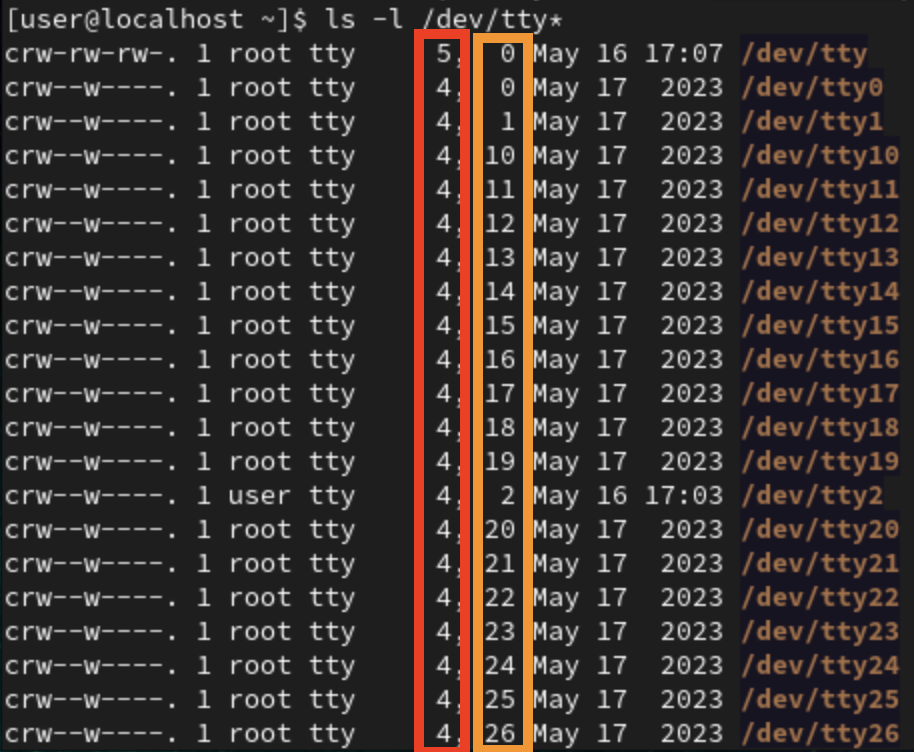 [user@localhost ~]$ ls -l /dev/tty*
crw-rw-rw-. 1 root tty     5,  0 May 16 17:07 /dev/tty
crw--w----. 1 root tty     4,  0 May 17  2023 /dev/tty0
crw--w----. 1 root tty     4,  1 May 17  2023 /dev/tty1
crw--w----. 1 root tty     4, 10 May 17  2023 /dev/tty10
crw--w----. 1 root tty     4, 11 May 17  2023 /dev/tty11
crw--w----. 1 root tty     4, 12 May 17  2023 /dev/tty12
crw--w----. 1 root tty     4, 13 May 17  2023 /dev/tty13
crw--w----. 1 root tty     4, 14 May 17  2023 /dev/tty14
crw--w----. 1 root tty     4, 15 May 17  2023 /dev/tty15
crw--w----. 1 root tty     4, 16 May 17  2023 /dev/tty16
crw--w----. 1 root tty     4, 17 May 17  2023 /dev/tty17
crw--w----. 1 root tty     4, 18 May 17  2023 /dev/tty18
crw--w----. 1 root tty     4, 19 May 17  2023 /dev/tty19
crw--w----. 1 user tty     4,  2 May 16 17:03 /dev/tty2
crw--w----. 1 root tty     4, 20 May 17  2023 /dev/tty20
crw--w----. 1 root tty     4, 21 May 17  2023 /dev/tty21
crw--w----. 1 root tty     4, 22 May 17  2023 /dev/tty22
crw--w----. 1 root tty     4, 23 May 17  2023 /dev/tty23
crw--w----. 1 root tty     4, 24 May 17  2023 /dev/tty24
crw--w----. 1 root tty     4, 25 May 17  2023 /dev/tty25
crw--w----. 1 root tty     4, 26 May 17  2023 /dev/tty26